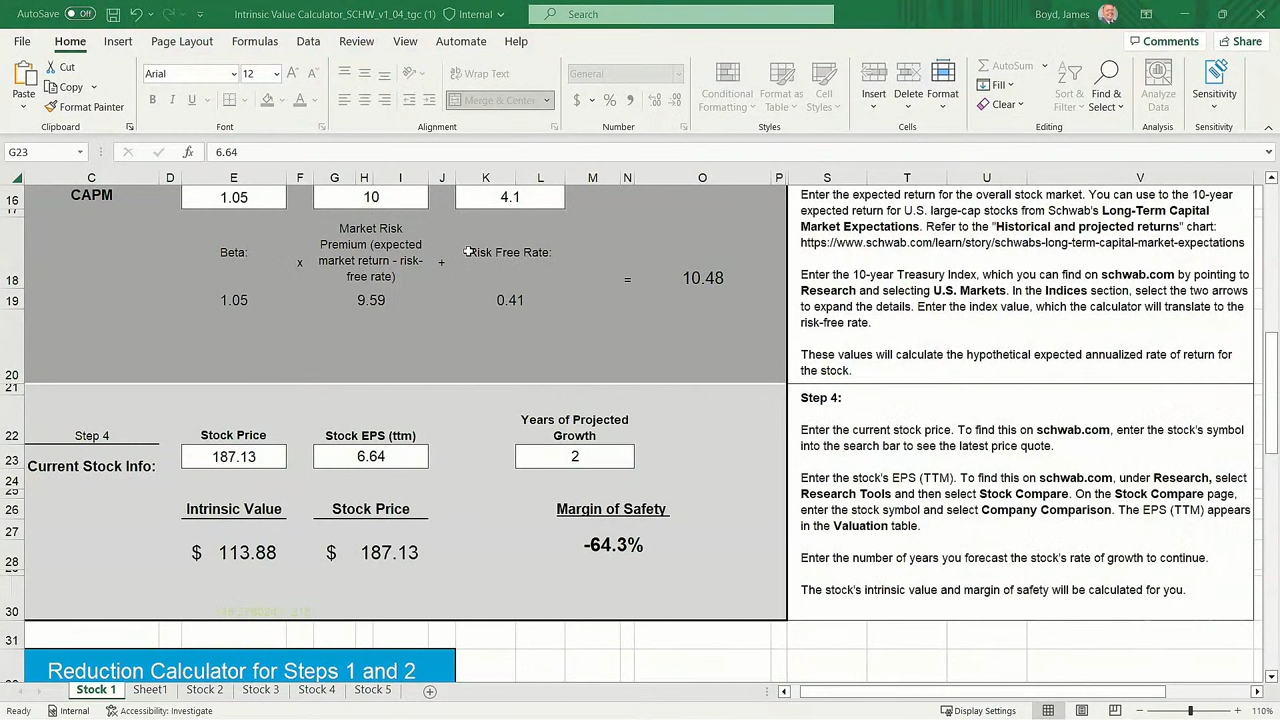 AutoSave Off
Intrinsic Value Calculator_SCHW_v1_04_tgc (1)
Internal
Search
Boyd, James
File Home Insert Page Layout Formulas Data Review View Automate Help
Comments Share
Paste
Cut
Copy
Format Painter
Clipboard
Arial 12
Font
Wrap Text
Merge & Center
Alignment
General
Number
Conditional Formatting
Format as Table
Cell Styles
Styles
Insert Delete Format
Cells
AutoSum
Fill
Clear
Sort & Filter
Find & Select
Editing
Analyze Data
Analysis
Sensitivity
Sensitivity
G23 fx 6.64
C D E F G H I J K L M N O P S T U V
16 CAPM 1.05 10 4.1
17
18
Beta:
x
Market Risk
Premium (expected
market return - risk-
free rate)
+
Risk Free Rate:
= 10.48
19 1.05 9.59 0.41
20
21
22 Step 4 Stock Price Stock EPS (ttm) Years of Projected
Growth
23 Current Stock Info: 187.13 6.64 2
24
25
26 Intrinsic Value Stock Price Margin of Safety
27
28 $ 113.88 $ 187.13 -64.3%
30
31
Reduction Calculator for Steps 1 and 2
Enter the expected return for the overall stock market. You can use to the 10-year
expected return for U.S. large-cap stocks from Schwab's Long-Term Capital
Market Expectations. Refer to the "Historical and projected returns" chart:
https://www.schwab.com/learn/story/schwabs-long-term-capital-market-expectations
Enter the 10-year Treasury Index, which you can find on schwab.com by pointing to
Research and selecting U.S. Markets. In the Indices section, select the two arrows
to expand the details. Enter the index value, which the calculator will translate to the
risk-free rate.
These values will calculate the hypothetical expected annualized rate of return for
the stock.
Step 4:
Enter the current stock price. To find this on schwab.com, enter the stock's symbol
into the search bar to see the latest price quote.
Enter the stock's EPS (TTM). To find this on schwab.com, under Research, select
Research Tools and then select Stock Compare. On the Stock Compare page,
enter the stock symbol and select Company Comparison. The EPS (TTM) appears
in the Valuation table.
Enter the number of years you forecast the stock's rate of growth to continue.
The stock's intrinsic value and margin of safety will be calculated for you.
Stock 1 Sheet1 Stock 2 Stock 3 Stock 4 Stock 5
Ready Internal Accessibility: Investigate
Display Settings
110%